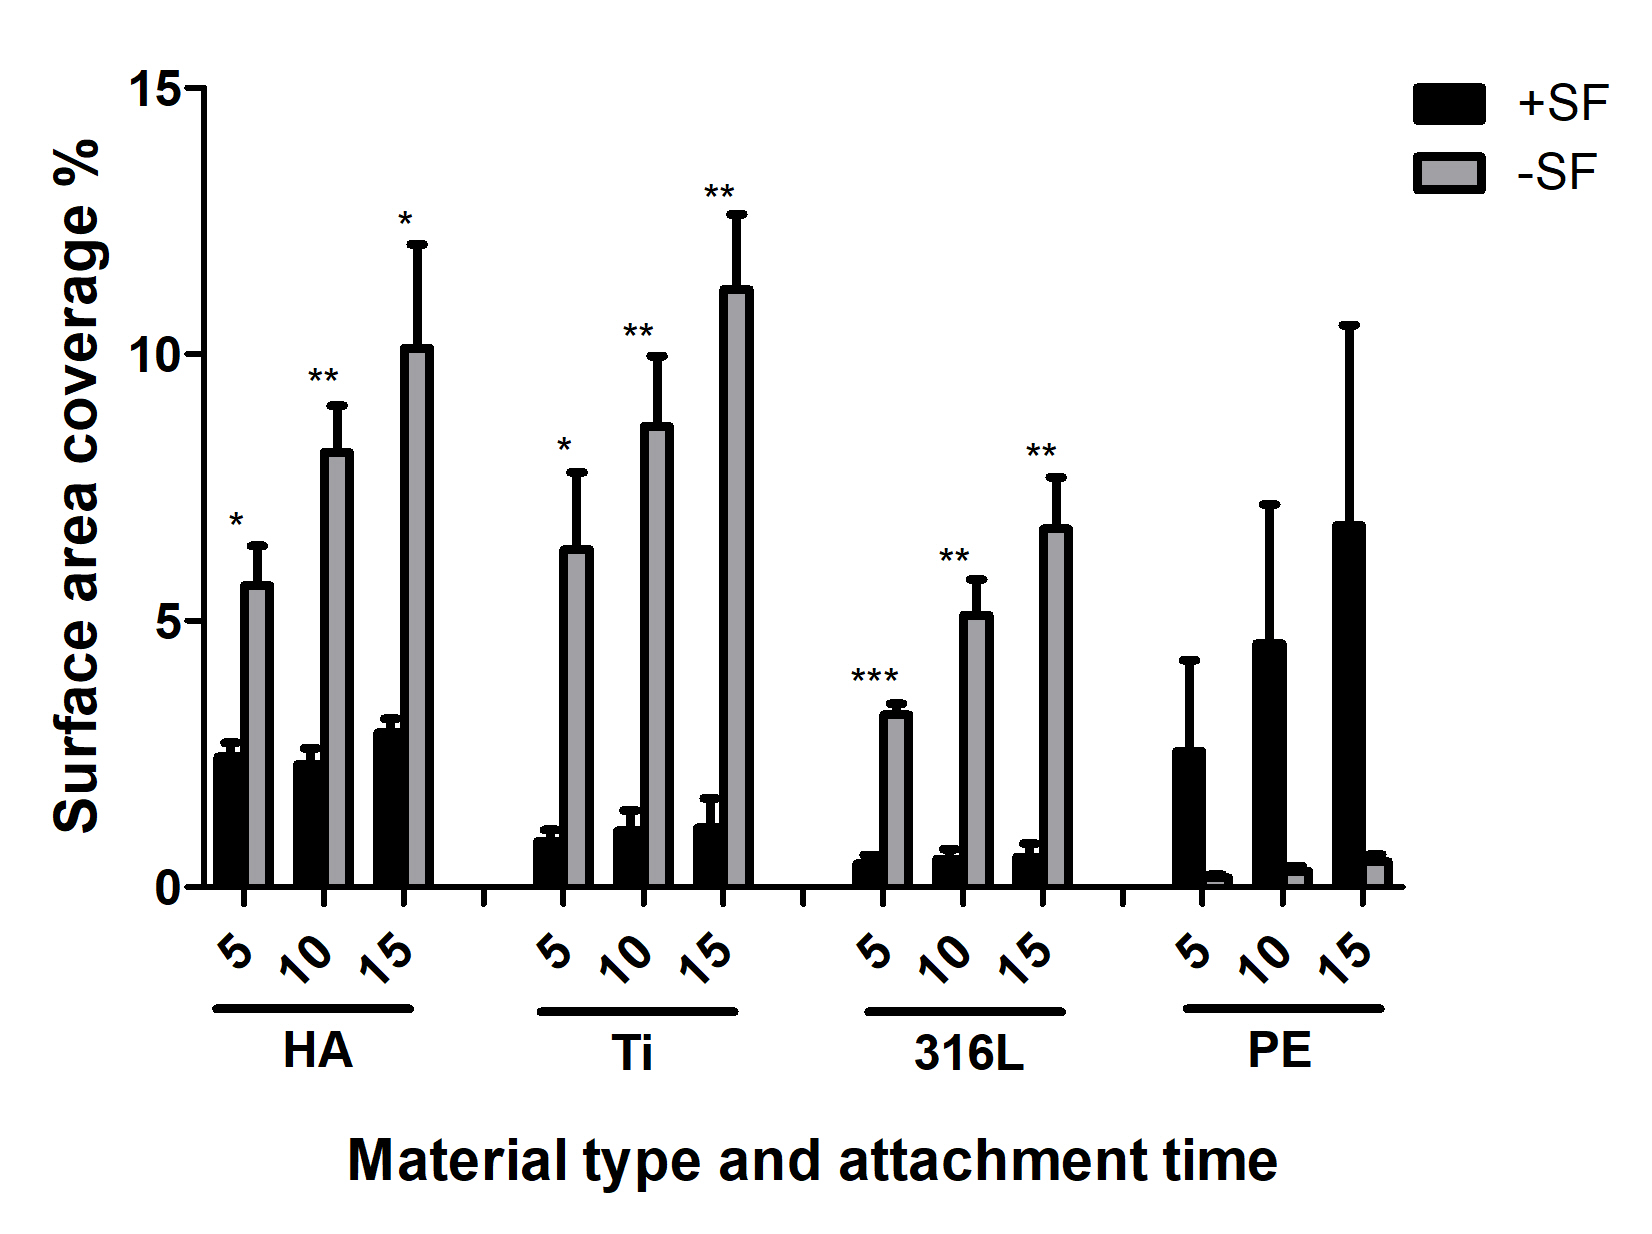 15
10
5
0
Surface area coverage %
+SF
-SF
*
**
*
*
**
**
***
**
**
5 10 15 5 10 15 5 10 15 5 10 15
HA Ti 316L PE
Material type and attachment time